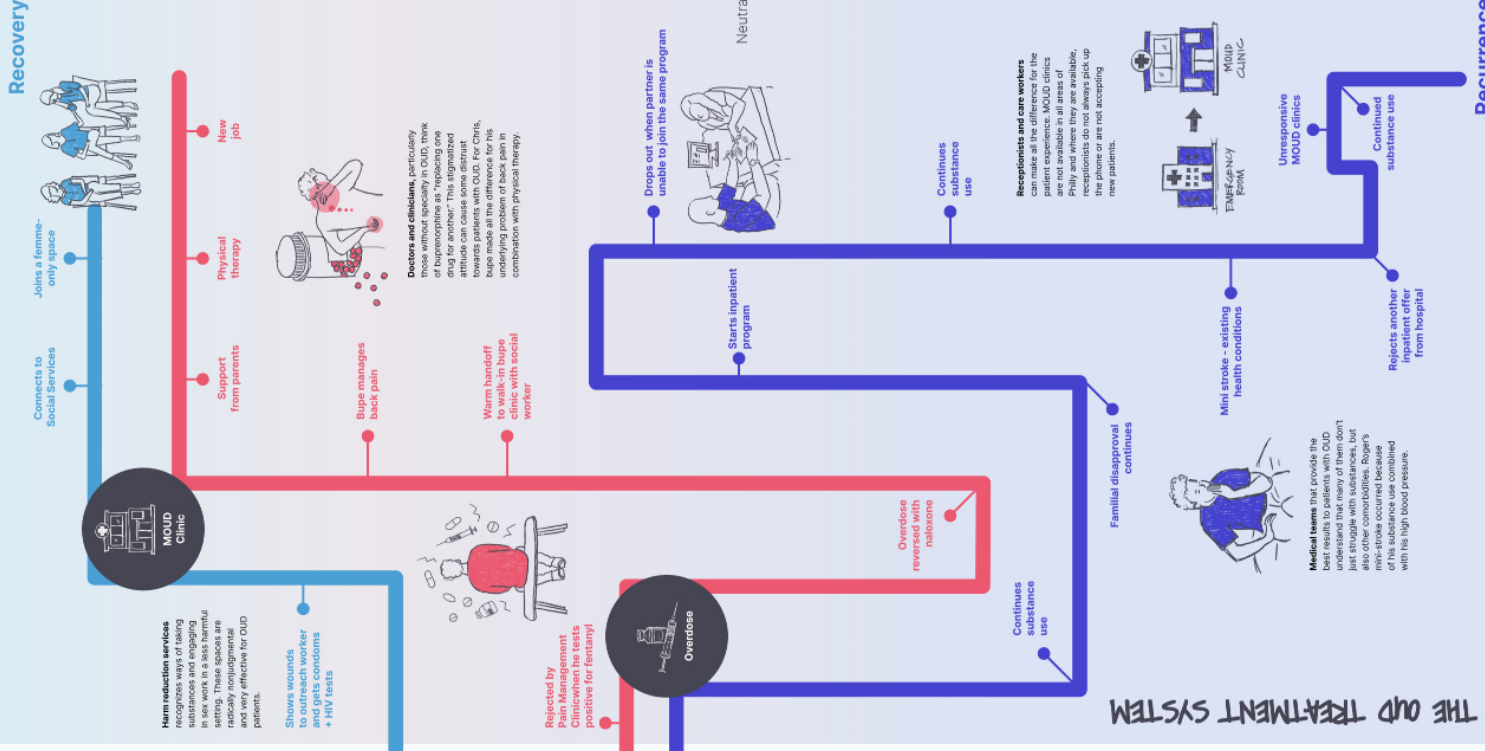 Recovery
Connects to
Social Services
Joins a femme-
only space
MOUD
Clinic
Harm reduction services
recognizes ways of taking
substances and engaging
in sex work in a less harmful
setting. These spaces are
radically nonjudgmental
and very effective for OUD
patients.
Shows wounds
to outreach worker
and gets condoms
+ HIV tests
Support
from parents
Physical
therapy
New
job
Bupe manages
back pain
Doctors and clinicians, particularly
those without specialty in OUD, think
of buprenorphine as "replacing one
drug for another." This stigmatized
attitude can cause some distrust
towards patients with OUD. For Chris,
bupe made all the difference for his
underlying problem of back pain in
combination with physical therapy.
Warm handoff
to walk-in bupe
clinic with social
worker
Rejected by
Pain Management
Clinicwhen he tests
positive for fentanyl
Overdose
Overdose
reversed with
naloxone
Neutra
Drops out when partner is
unable to join the same program
Starts inpatient
program
Continues
substance
use
Continues
substance
use
Familial disapproval
continues
Receptionists and care workers
can make all the difference for the
patient experience. MOUD clinics
are not available in all areas of
Philly and where they are available,
receptionists do not always pick up
the phone or are not accepting
new patients.
EMERGENCY
ROOM
MOUD
CLINIC
Mini stroke - existing
health conditions
Medical teams that provide the
best results to patients with OUD
understand that many of them don't
just struggle with substances, but
also other comorbidities. Roger's
mini-stroke occurred because
of his substance use combined
with his high blood pressure.
Unresponsive
MOUD clinics
Continued
substance use
Rejects another
inpatient offer
from hospital
Recurrence
THE OUD TREATMENT SYSTEM